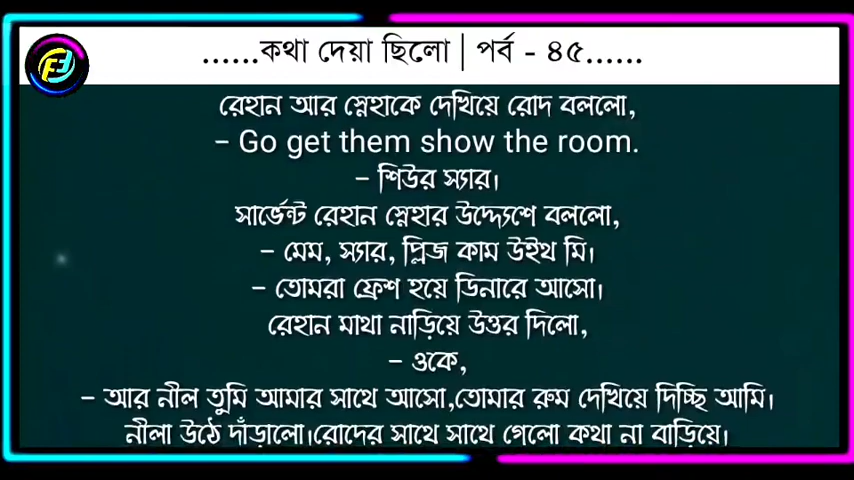 ......কথা দেয়া ছিলো | পর্ব - ৪৫......
রেহান আর স্নেহাকে দেখিয়ে রোদ বললো,
– Go get them show the room.
– শিউর স্যার।
সার্ভেন্ট রেহান স্নেহার উদ্দ্যেশে বললো,
– মেম, স্যার, প্লিজ কাম উইথ মি।
– তোমরা ফ্রেশ হয়ে ডিনারে আসো।
রেহান মাথা নাড়িয়ে উত্তর দিলো,
– ওকে,
– আর নীল তুমি আমার সাথে আসো,তোমার রুম দেখিয়ে দিচ্ছি আমি।
নীলা উঠে দাঁড়ালো।রোদের সাথে সাথে গেলো কথা না বাড়িয়ে।